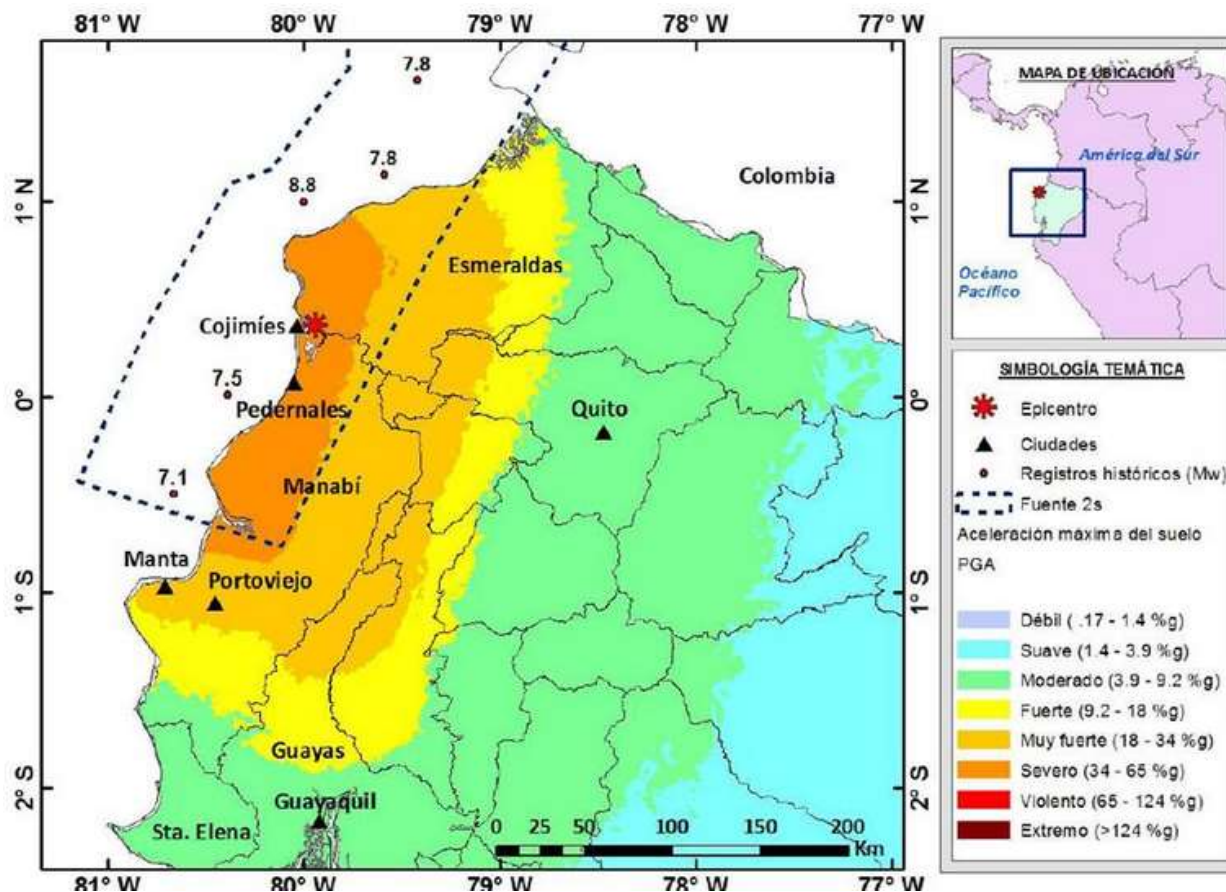 81° W 80° W 79° W 78° W 77° W
7.8
7.8
8.8
Colombia
1° N 1° N
Esmeraldas
Cojimíes
7.5
0° 0°
Pedernales
Quito
7.1
Manabí
Manta
Portoviejo
1° S 1° S
Guayas
2° S 2° S
Guayaquil
Sta. Elena
0 25 50 100 150 200
Km
81° W 80° W 79° W 78° W 77° W
MAPA DE UBICACIÓN
América del Sur
Océano
Pacífico
SIMBOLOGÍA TEMÁTICA
Epicentro
Ciudades
Registros históricos (Mw)
Fuente 2s
Aceleración máxima del suelo
PGA
Débil ( .17 - 1.4 %g)
Suave (1.4 - 3.9 %g)
Moderado (3.9 - 9.2 %g)
Fuerte (9.2 - 18 %g)
Muy fuerte (18 - 34 %g)
Severo (34 - 65 %g)
Violento (65 - 124 %g)
Extremo (>124 %g)